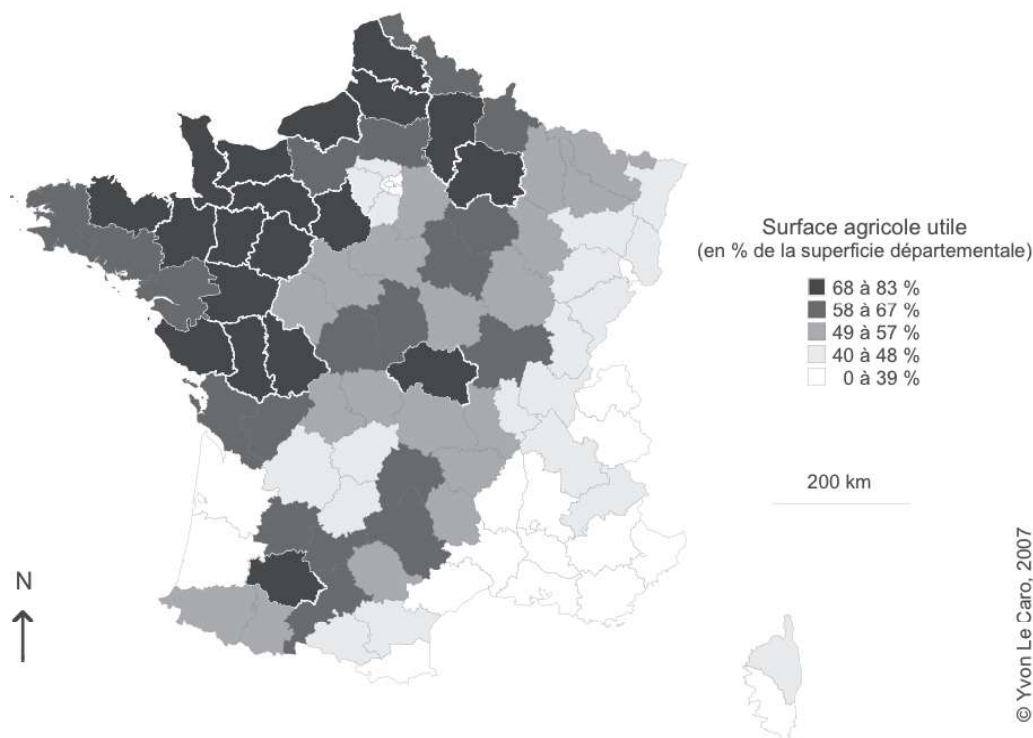 Surface agricole utile
(en % de la superficie départementale)
68 à 83 %
58 à 67 %
49 à 57 %
40 à 48 %
0 à 39 %
200 km
N
© Yvon Le Caro, 2007